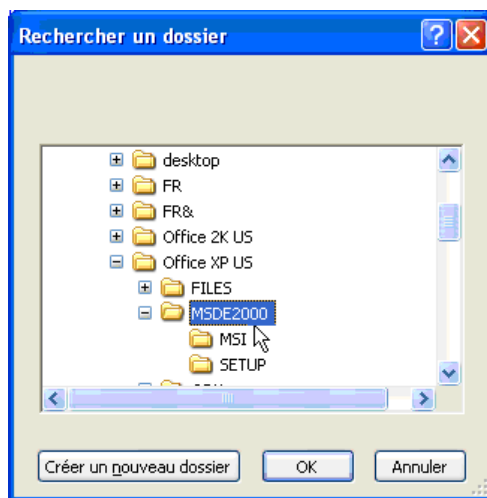 Rechercher un dossier
desktop
FR
FR&
Office 2K US
Office XP US
FILES
MSDE2000
MSI
SETUP
Créer un nouveau dossier OK Annuler